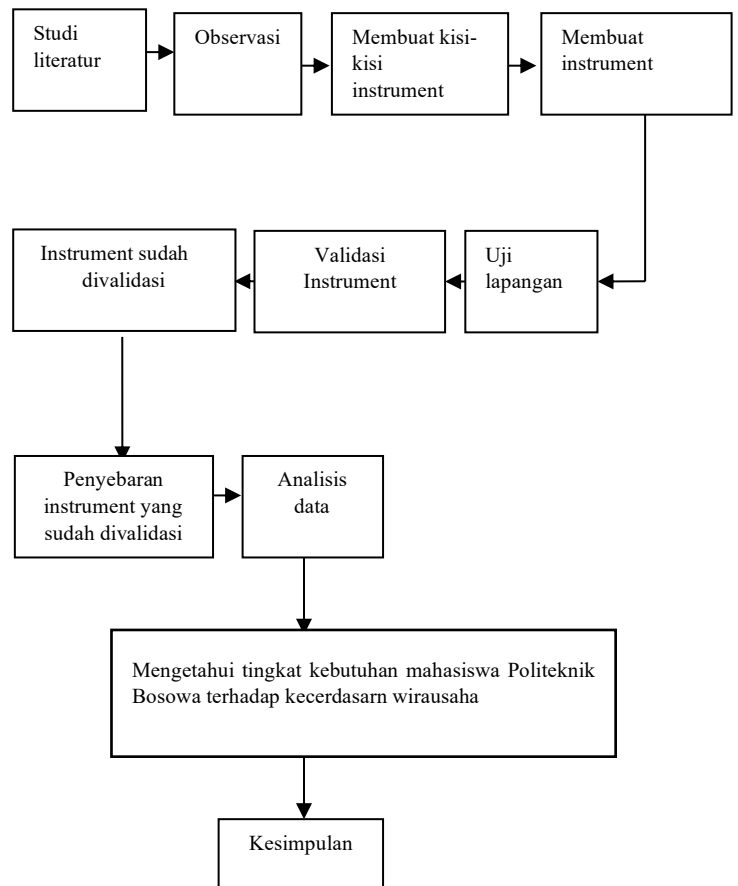 Studi
literatur
Observasi
Membuat kisi-
kisi
instrument
Membuat
instrument
Uji
lapangan
Validasi
Instrument
Instrument sudah
divalidasi
Penyebaran
instrument yang
sudah divalidasi
Analisis
data
Mengetahui tingkat kebutuhan mahasiswa Politeknik
Bosowa terhadap kecerdasarn wirausaha
Kesimpulan